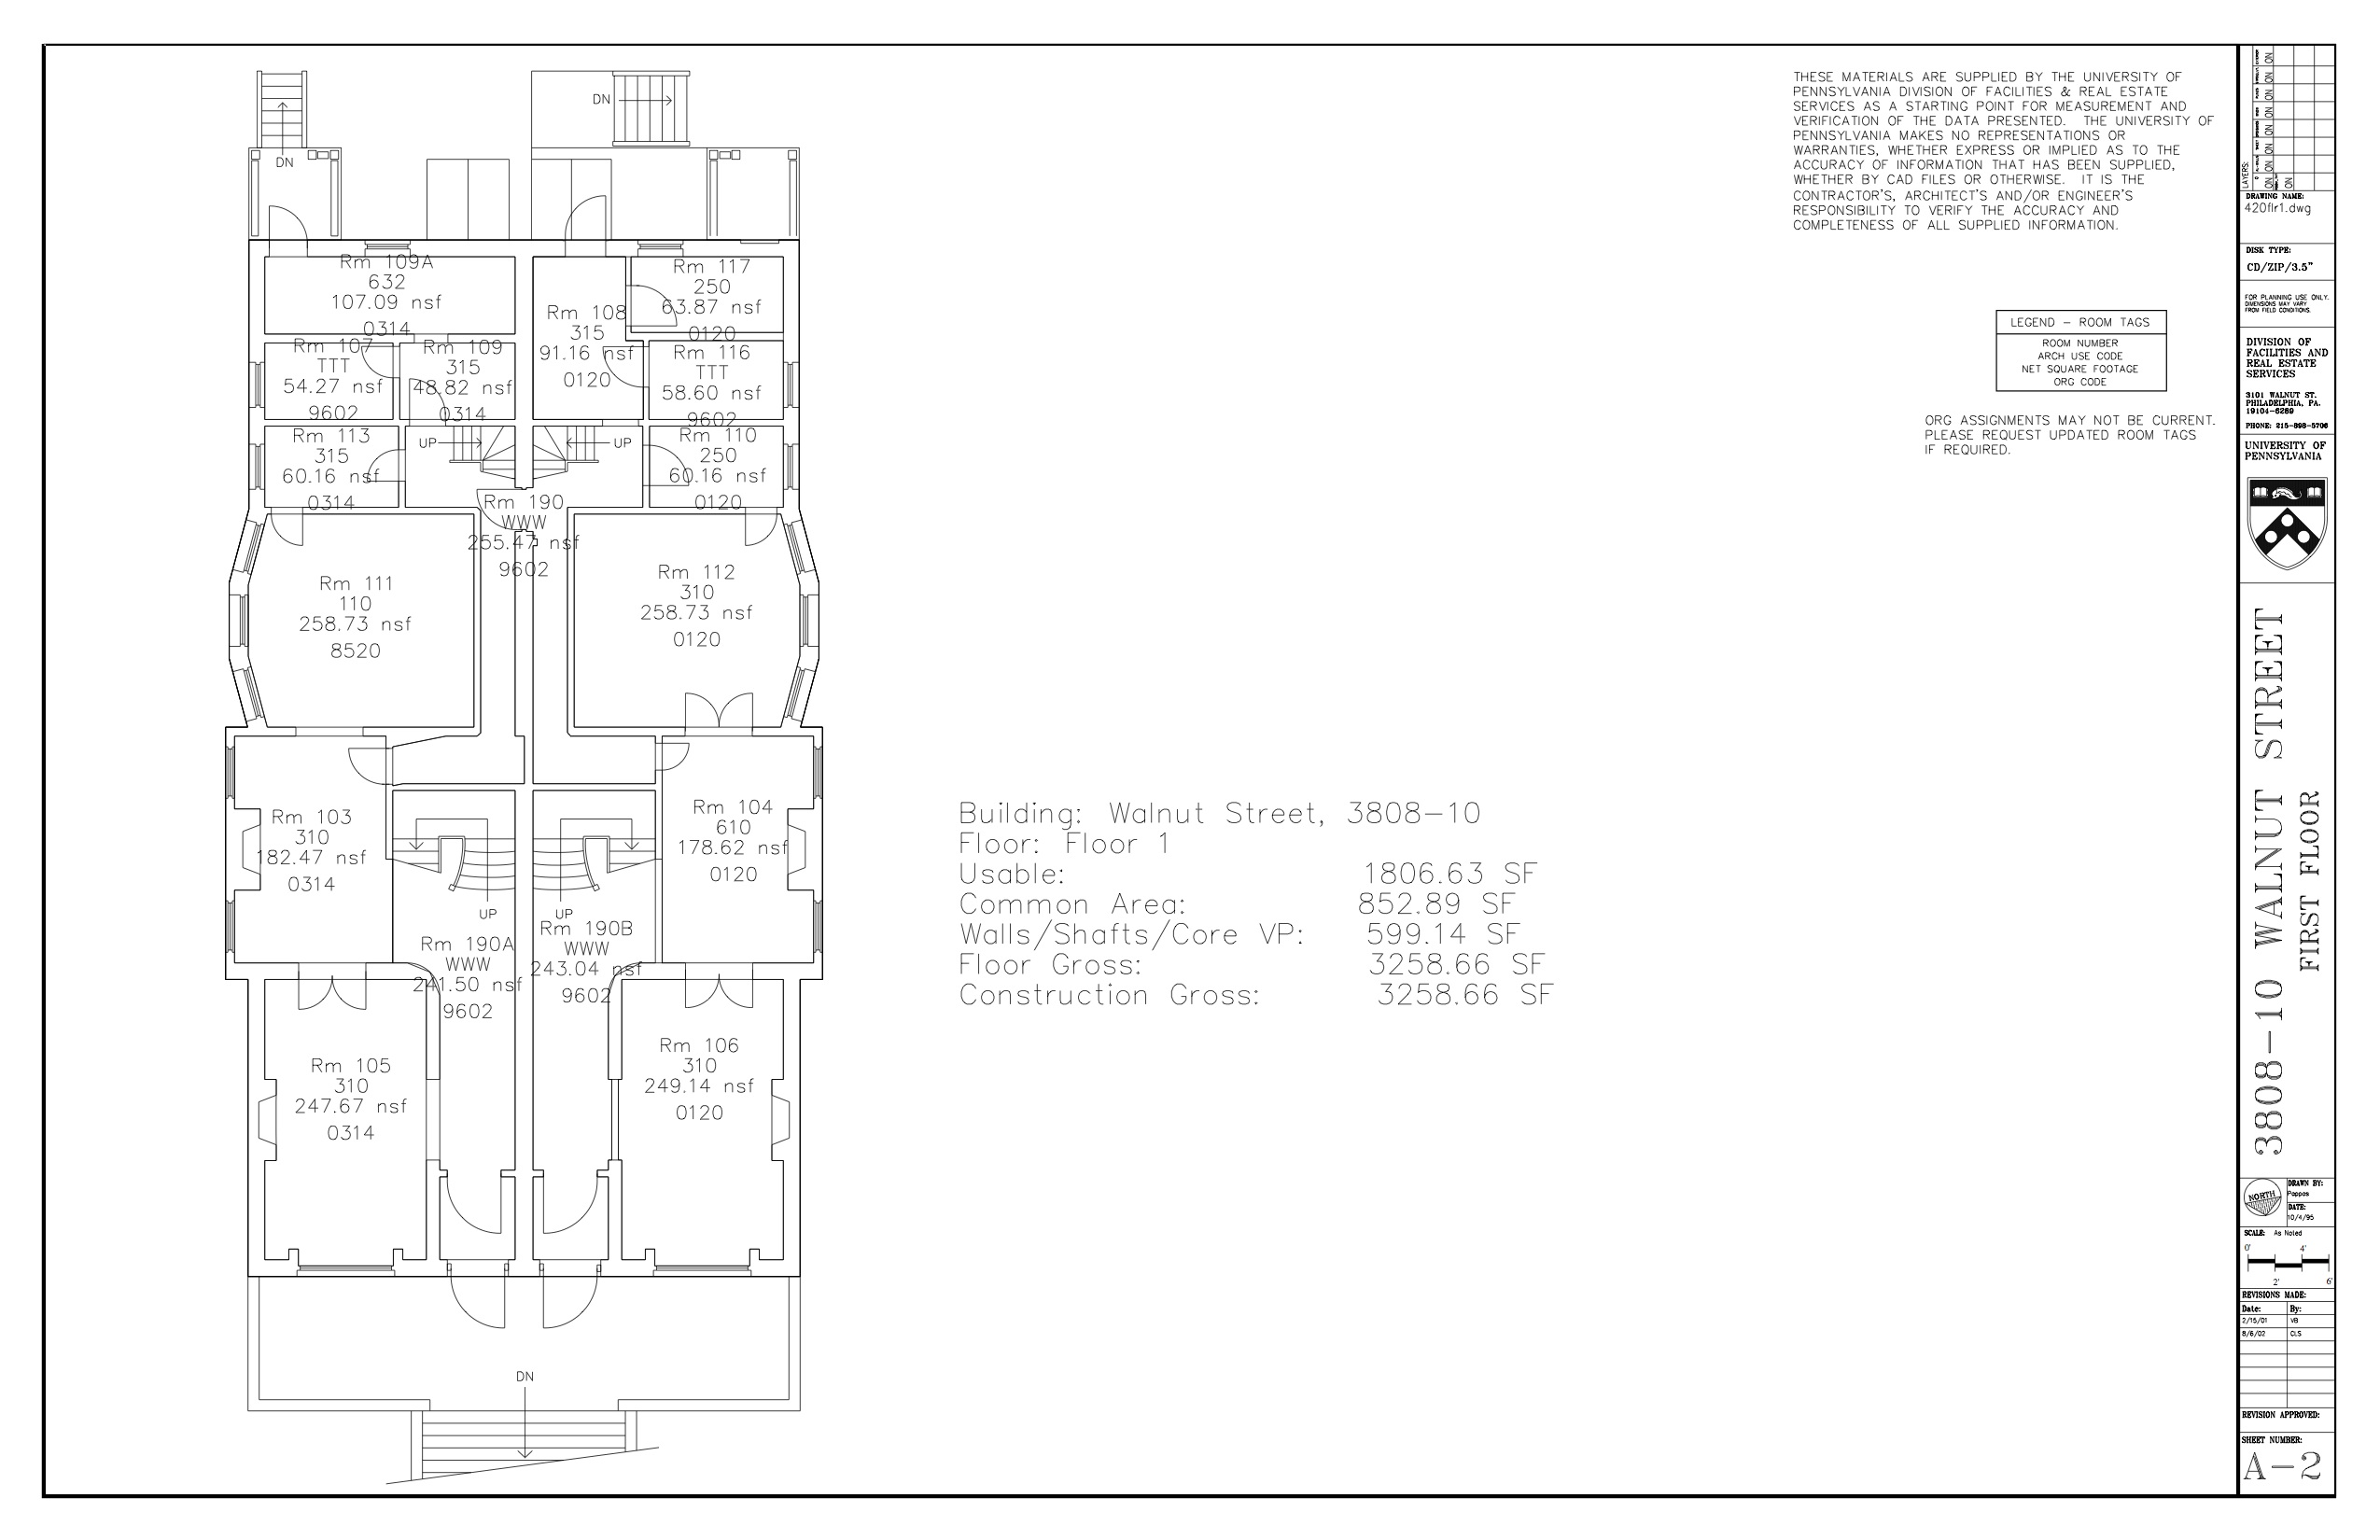 DN
DN
THESE MATERIALS ARE SUPPLIED BY THE UNIVERSITY OF
PENNSYLVANIA DIVISION OF FACILITIES & REAL ESTATE
SERVICES AS A STARTING POINT FOR MEASUREMENT AND
VERIFICATION OF THE DATA PRESENTED. THE UNIVERSITY OF
PENNSYLVANIA MAKES NO REPRESENTATIONS OR
WARRANTIES, WHETHER EXPRESS OR IMPLIED AS TO THE
ACCURACY OF INFORMATION THAT HAS BEEN SUPPLIED,
WHETHER BY CAD FILES OR OTHERWISE. IT IS THE
CONTRACTOR'S, ARCHITECT'S AND/OR ENGINEER'S
RESPONSIBILITY TO VERIFY THE ACCURACY AND
COMPLETENESS OF ALL SUPPLIED INFORMATION.
LEGEND – ROOM TAGS
ROOM NUMBER
ARCH USE CODE
NET SQUARE FOOTAGE
ORG CODE
ORG ASSIGNMENTS MAY NOT BE CURRENT.
PLEASE REQUEST UPDATED ROOM TAGS
IF REQUIRED.
Rm 109A
632
107.09 nsf
0314
Rm 108
315
91.16 nsf
0120
Rm 117
250
63.87 nsf
0120
Rm 107
TTT
54.27 nsf
9602
Rm 109
315
48.82 nsf
0314
Rm 116
TTT
58.60 nsf
9602
Rm 113
315
60.16 nsf
0314
UP
UP
Rm 110
250
60.16 nsf
0120
Rm 190
WWW
255.47 nsf
9602
Rm 111
110
258.73 nsf
8520
Rm 112
310
258.73 nsf
0120
Rm 103
310
182.47 nsf
0314
Rm 104
610
178.62 nsf
0120
UP
UP
Rm 190A
WWW
241.50 nsf
9602
Rm 190B
WWW
243.04 nsf
9602
Rm 105
310
247.67 nsf
0314
Rm 106
310
249.14 nsf
0120
DN
Building: Walnut Street, 3808–10
Floor: Floor 1
Usable: 1806.63 SF
Common Area: 852.89 SF
Walls/Shafts/Core VP: 599.14 SF
Floor Gross: 3258.66 SF
Construction Gross: 3258.66 SF
LAYERS:
ON ON ON ON ON ON ON
ON
DRAWING NAME:
420flr1.dwg
DISK TYPE:
CD/ZIP/3.5"
FOR PLANNING USE ONLY.
DIMENSIONS MAY VARY
FROM FIELD CONDITIONS.
DIVISION OF
FACILITIES AND
REAL ESTATE
SERVICES
3101 WALNUT ST.
PHILADELPHIA, PA.
19104-6289
PHONE: 215-898-5706
UNIVERSITY OF
PENNSYLVANIA
3808–10 WALNUT STREET
FIRST FLOOR
NORTH
DRAWN BY:
Pappas
DATE:
10/4/95
SCALE: As Noted
0' 4'
2' 6'
REVISIONS MADE:
Date: By:
2/15/01 VB
8/6/02 CLS
REVISION APPROVED:
SHEET NUMBER:
A–2